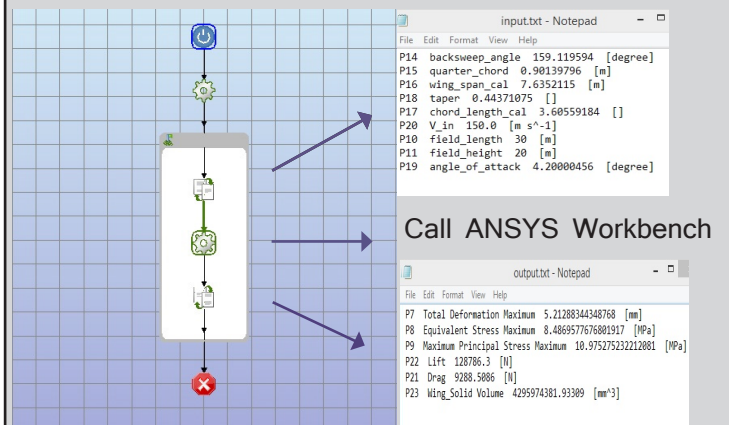 input.txt - Notepad
File Edit Format View Help
P14 backsweep_angle 159.119594 [degree]
P15 quarter_chord 0.90139796 [m]
P16 wing_span_cal 7.6352115 [m]
P18 taper 0.44371075 []
P17 chord_length_cal 3.60559184 []
P20 V_in 150.0 [m s^-1]
P10 field_length 30 [m]
P11 field_height 20 [m]
P19 angle_of_attack 4.20000456 [degree]
Call ANSYS Workbench
output.txt - Notepad
File Edit Format View Help
P7 Total Deformation Maximum 5.21288344348768 [mm]
P8 Equivalent Stress Maximum 8.4869577676801917 [MPa]
P9 Maximum Principal Stress Maximum 10.975275232212081 [MPa]
P22 Lift 128786.3 [N]
P21 Drag 9288.5086 [N]
P23 Wing_Solid Volume 4295974381.93309 [mm^3]